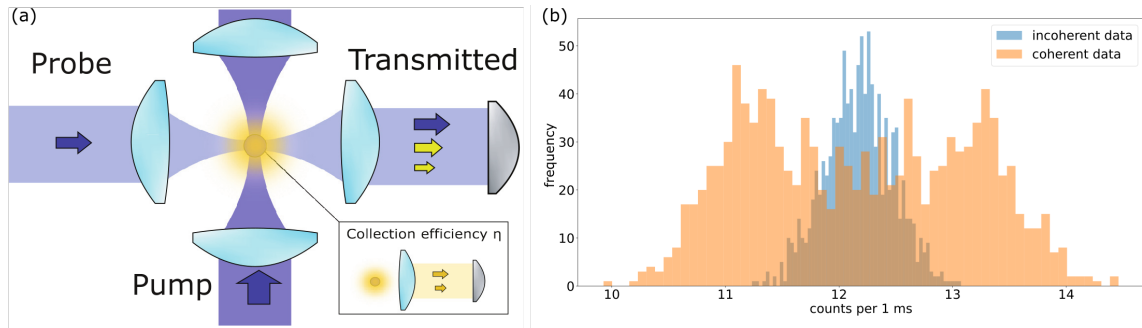 (a)
Probe
Transmitted
Pump
Collection efficiency η
(b)
incoherent data
coherent data
frequency
50
40
30
20
10
0
10
11
12
13
14
counts per 1 ms